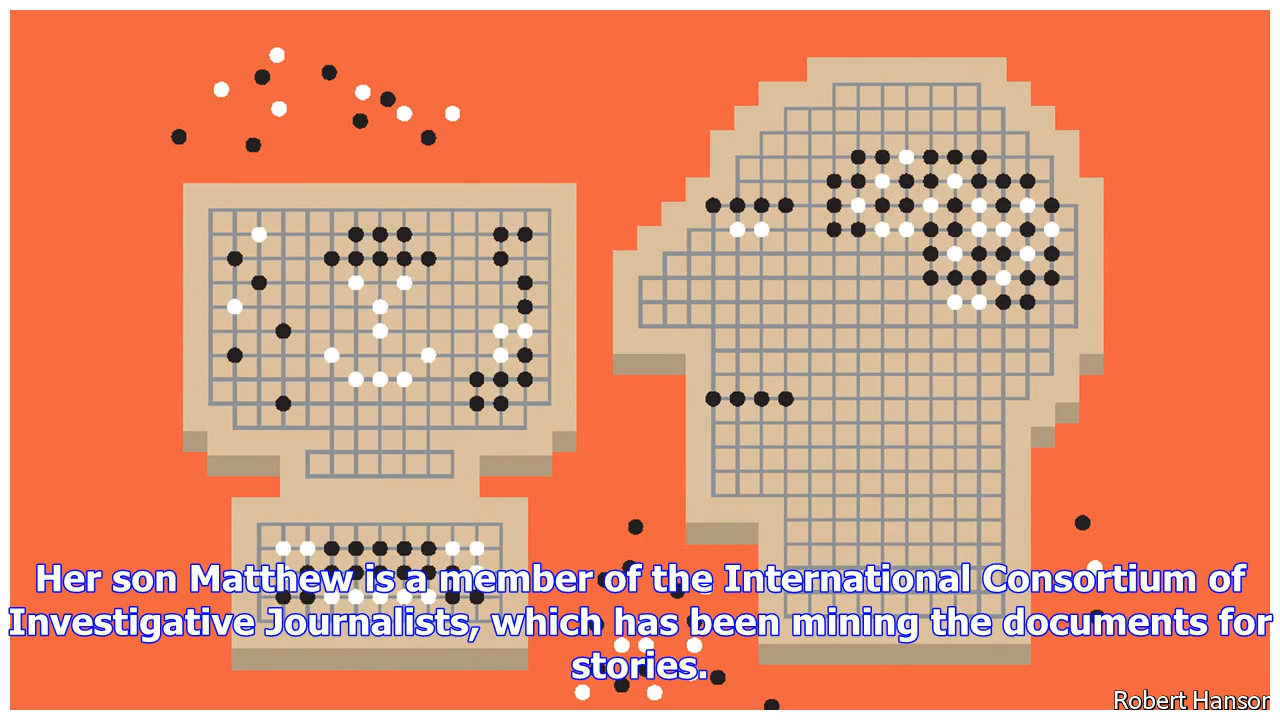 Her son Matthew is a member of the International Consortium of
Investigative Journalists, which has been mining the documents for
stories.
Robert Hanson